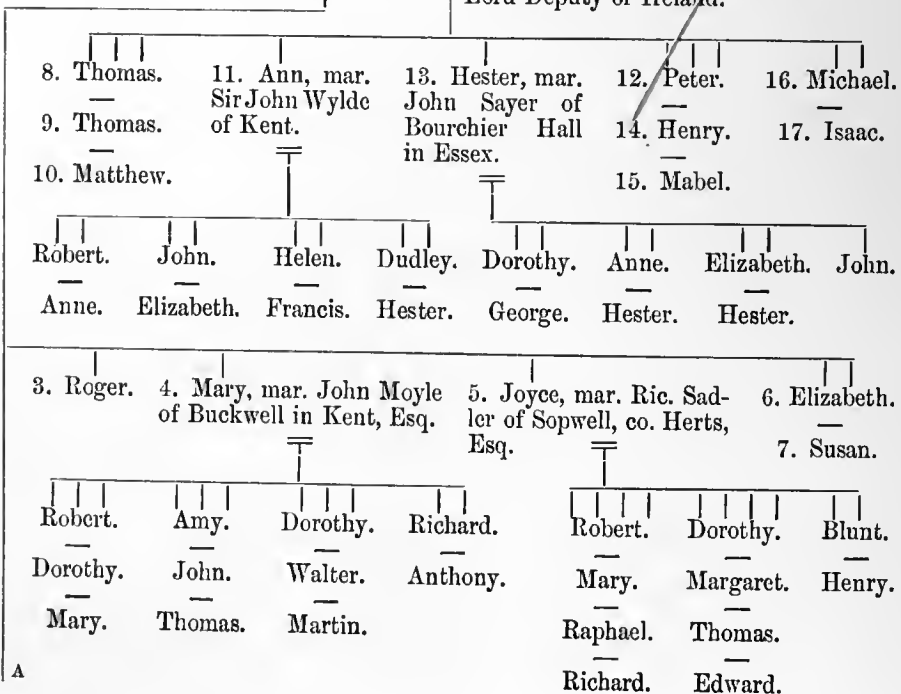 Lord Deputy of Ireland.
8. Thomas. 11. Ann, mar. 13. Hester, mar. 12. Peter. 16. Michael.
Sir John Wylde John Sayer of
9. Thomas. of Kent. Bourchier Hall 14. Henry. 17. Isaac.
in Essex.
10. Matthew. 15. Mabel.
Robert. John. Helen. Dudley. Dorothy. Anne. Elizabeth. John.
Anne. Elizabeth. Francis. Hester. George. Hester. Hester.
3. Roger. 4. Mary, mar. John Moyle 5. Joyce, mar. Ric. Sad- 6. Elizabeth.
of Buckwell in Kent, Esq. ler of Sopwell, co. Herts,
Esq. 7. Susan.
Robert. Amy. Dorothy. Richard. Robert. Dorothy. Blunt.
Dorothy. John. Walter. Anthony. Mary. Margaret. Henry.
Mary. Thomas. Martin. Raphael. Thomas.
A Richard. Edward.